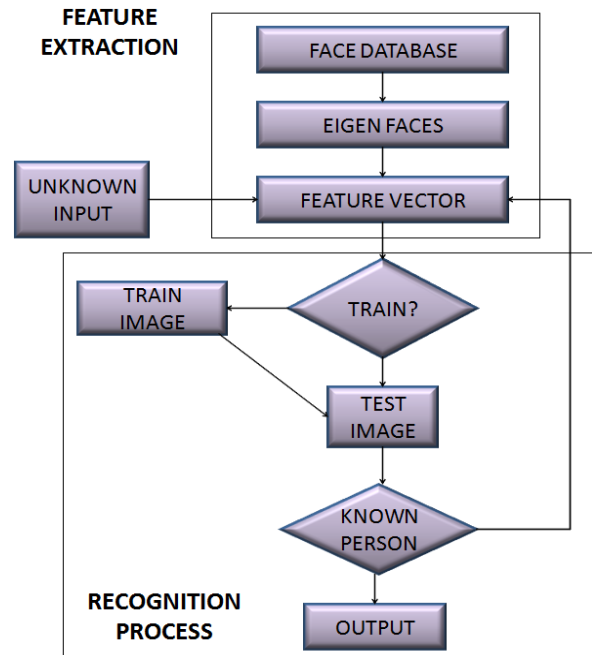 FEATURE
EXTRACTION
FACE DATABASE
EIGEN FACES
UNKNOWN
INPUT
FEATURE VECTOR
TRAIN
IMAGE
TRAIN?
TEST
IMAGE
KNOWN
PERSON
RECOGNITION
PROCESS
OUTPUT